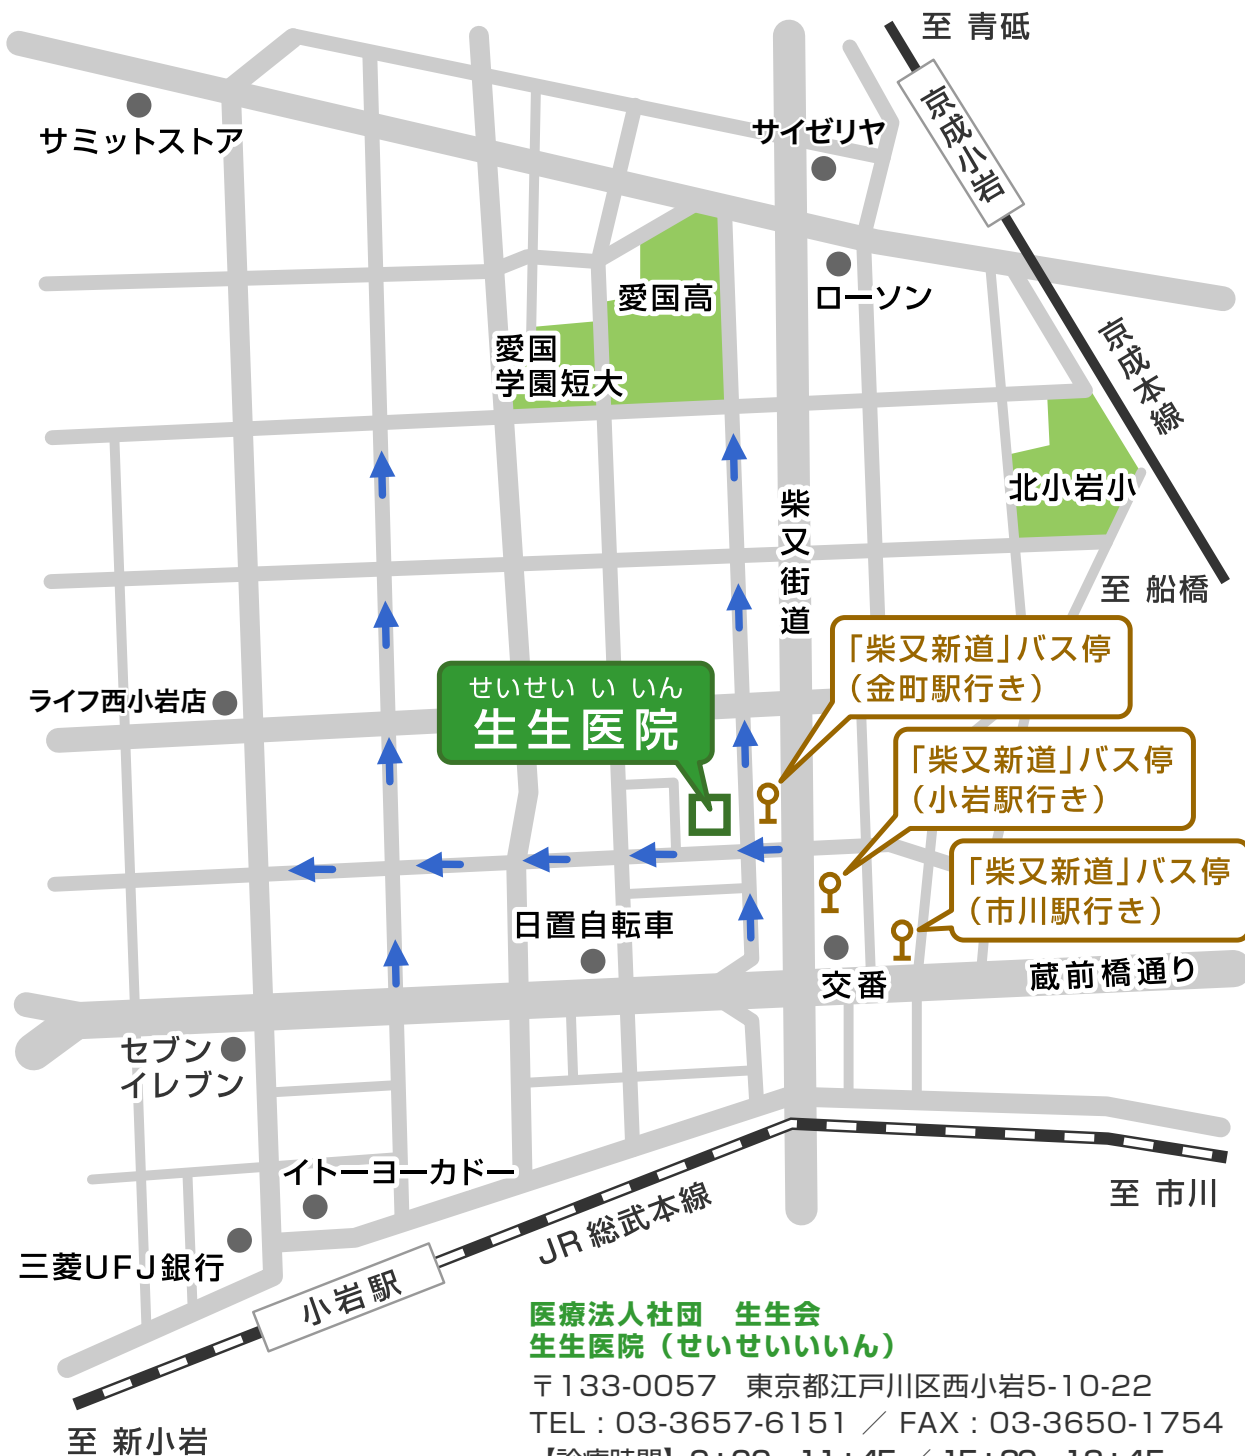 至 青砥
京成小岩
サミットストア
サイゼリヤ
愛国高
ローソン
愛国
学園短大
京成本線
北小岩小
柴又街道
至 船橋
「柴又新道」バス停
（金町駅行き）
せいせい い いん
生生医院
ライフ西小岩店
「柴又新道」バス停
（小岩駅行き）
「柴又新道」バス停
（市川駅行き）
日置自転車
交番
蔵前橋通り
セブン
イレブン
イトーヨーカドー
三菱UFJ銀行
JR 総武本線
至 市川
小岩駅
至 新小岩
医療法人社団　生生会
生生医院（せいせいいいん）
〒133-0057　東京都江戸川区西小岩5-10-22
TEL：03-3657-6151 ／ FAX：03-3650-1754